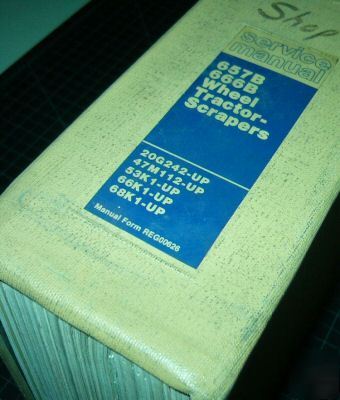 Shop
service
manual
657B
666B
Wheel
Tractor-
Scrapers
20G242-UP
47M112-UP
53K1-UP
66K1-UP
68K1-UP
Manual Form REG00626